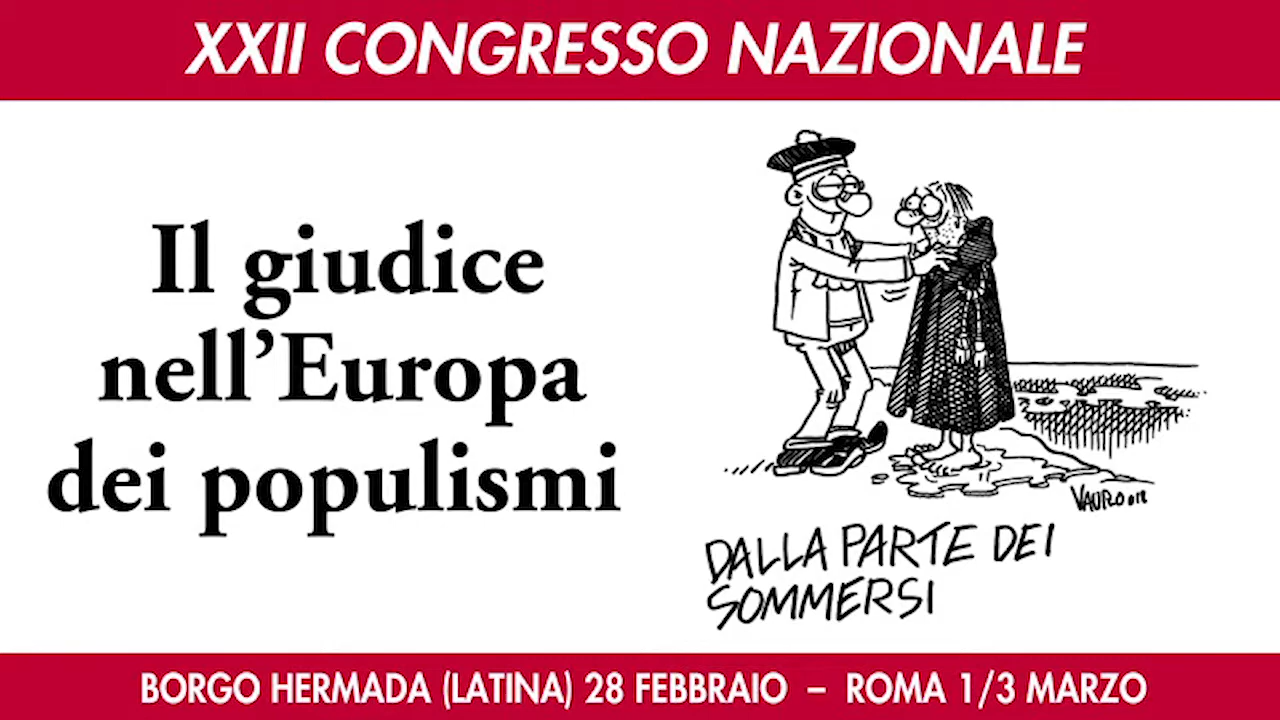 XXII CONGRESSO NAZIONALE
Il giudice
nell’Europa
dei populismi
VAURO 018
DALLA PARTE DEI
SOMMERSI
BORGO HERMADA (LATINA) 28 FEBBRAIO – ROMA 1/3 MARZO